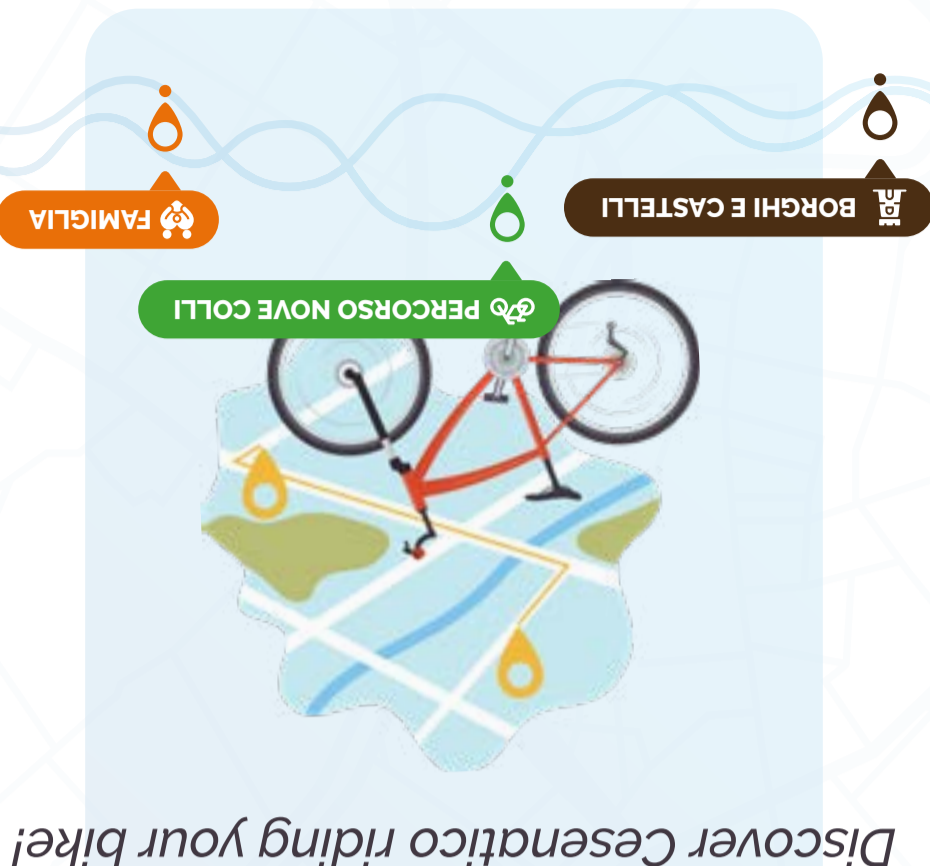 Discover Cesenatico riding your bike!
PERCORSO NOVE COLLI
BORGHI E CASTELLI
FAMIGLIA